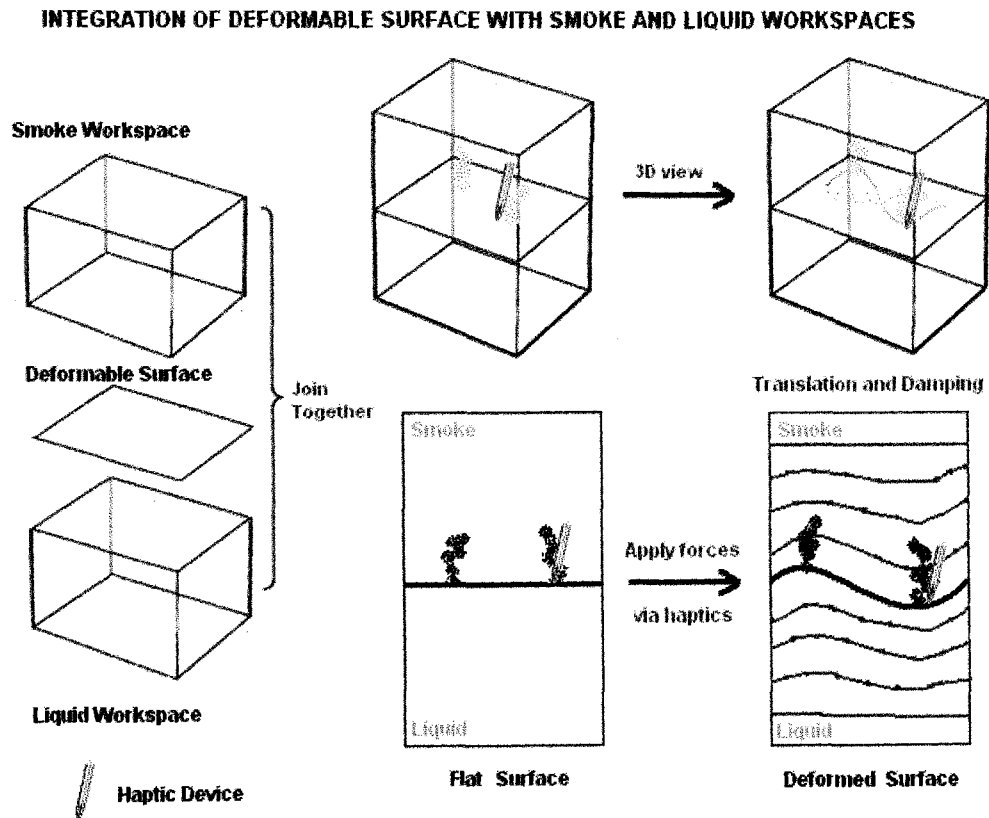 INTEGRATION OF DEFORMABLE SURFACE WITH SMOKE AND LIQUID WORKSPACES
Smoke Workspace
3D view
Deformable Surface
Join
Together
Translation and Damping
Smoke
Smoke
Apply forces
via haptics
Liquid
Liquid
Liquid Workspace
Flat Surface
Deformed Surface
Haptic Device